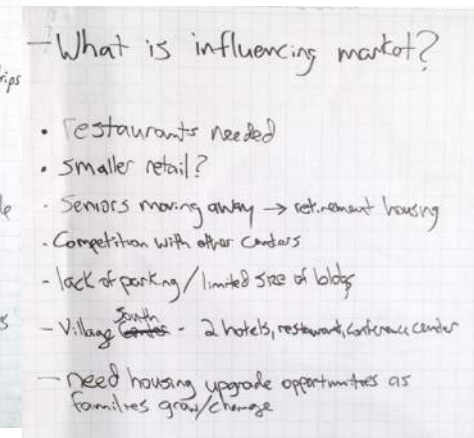 rips
- What is influencing market?
• restaurants needed
• smaller retail?
- Seniors moving away → retirement housing
- Competition with other centers
- lack of parking/limited size of bldgs
- Village South - 2 hotels, restaurant, conference center
- need housing upgrade opportunities as
families grow/change